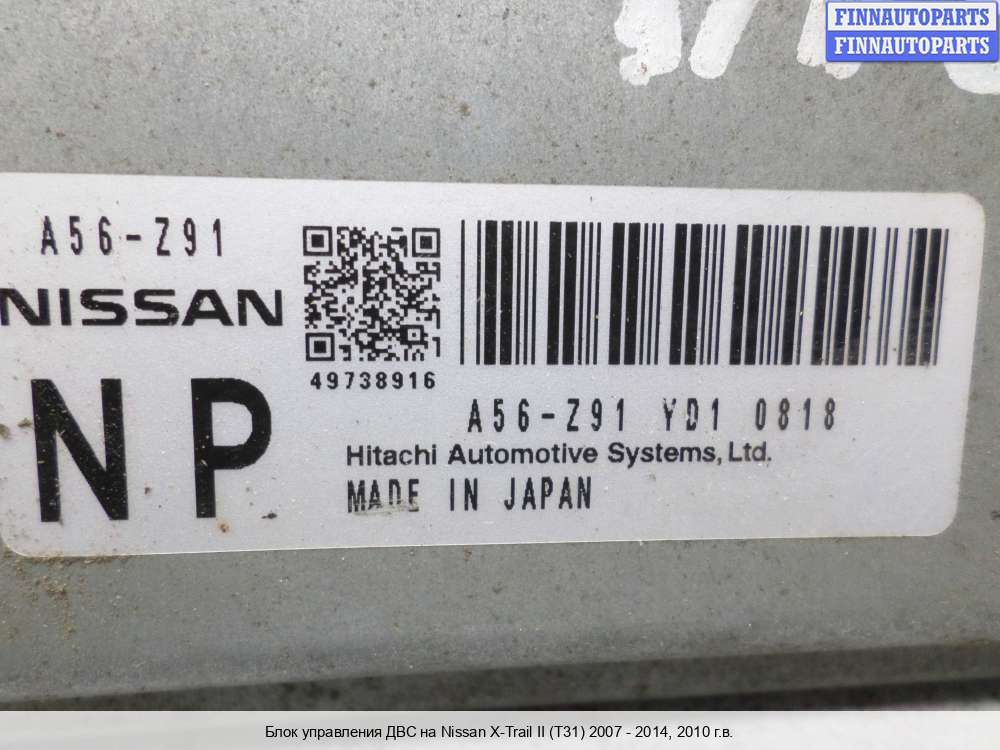 FINNAUTOPARTS
FINNAUTOPARTS
A56-Z91
NISSAN
NP
49738916
A56-Z91 YD1 0818
Hitachi Automotive Systems, Ltd.
MADE IN JAPAN
Блок управления ДВС на Nissan X-Trail II (T31) 2007 - 2014, 2010 г.в.